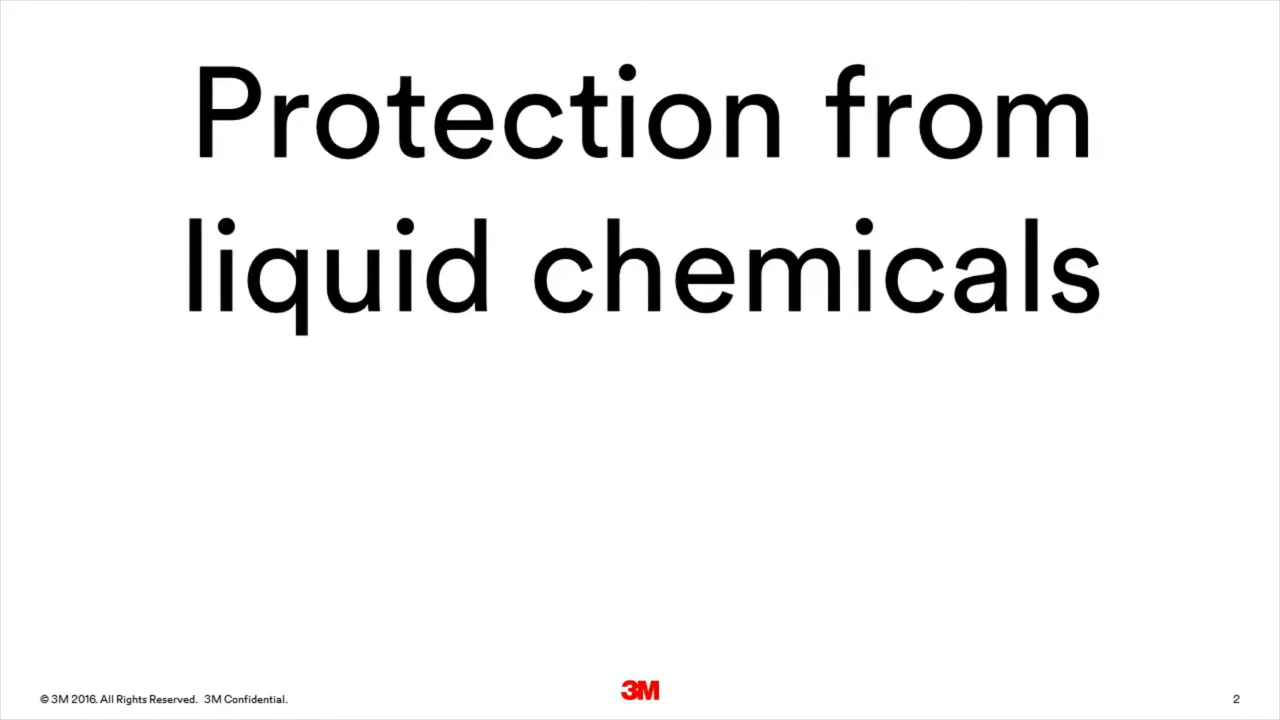 Protection from
liquid chemicals
© 3M 2016. All Rights Reserved. 3M Confidential.
3M
2